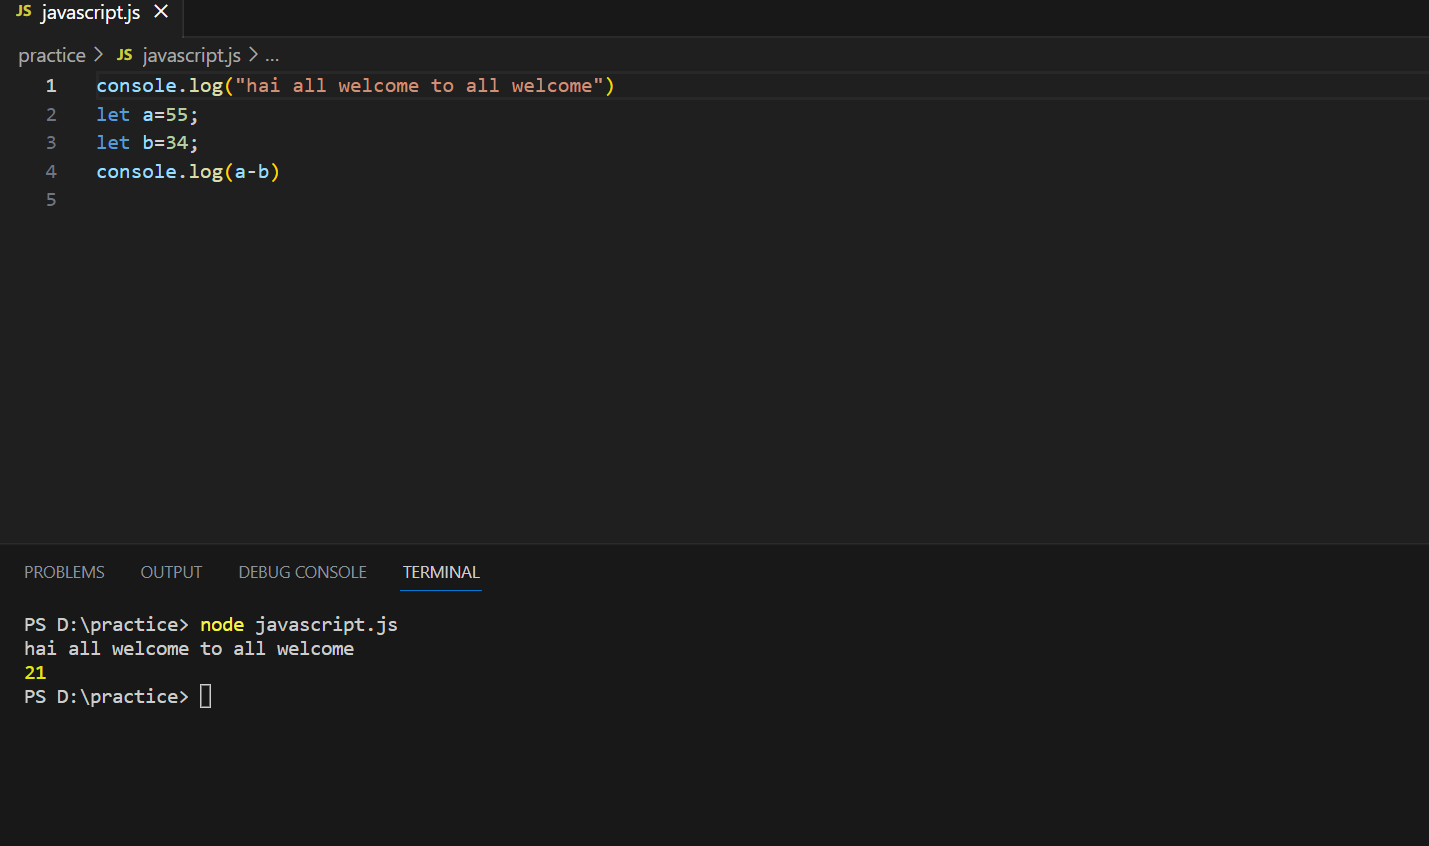 JS javascript.js ×
practice > JS javascript.js > ...
1 console.log("hai all welcome to all welcome")
2 let a=55;
3 let b=34;
4 console.log(a-b)
5
PROBLEMS OUTPUT DEBUG CONSOLE TERMINAL
PS D:\practice> node javascript.js
hai all welcome to all welcome
21
PS D:\practice>